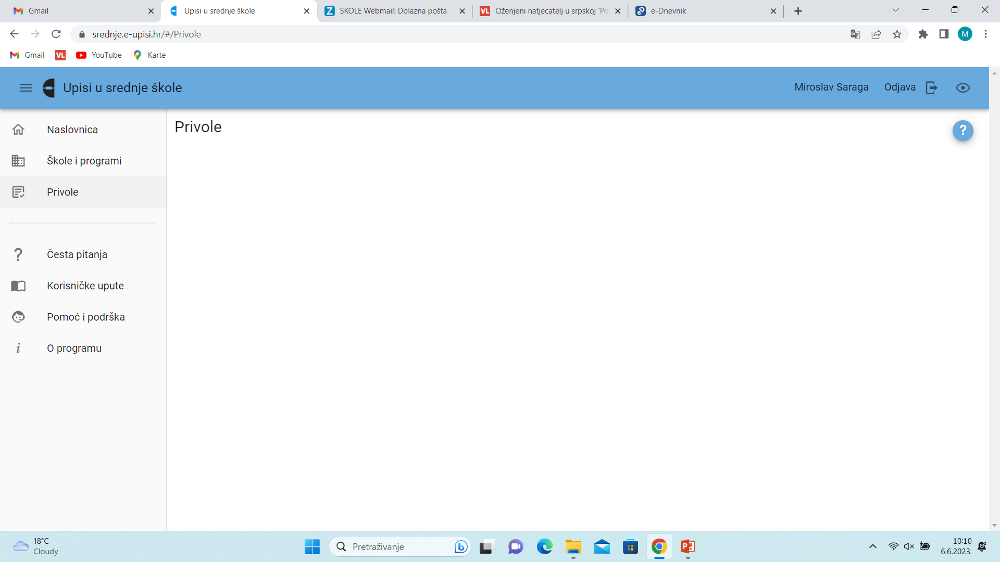 Gmail
Upisi u srednje škole
SKOLE Webmail: Dolazna pošta
VL Oženjeni natjecatelj u srpskoj 'Po
e-Dnevnik
srednje.e-upisi.hr/#/Privole
M
Gmail
VL
YouTube
Karte
Upisi u srednje škole
Miroslav Saraga
Odjava
Naslovnica
Škole i programi
Privole
Česta pitanja
Korisničke upute
Pomoć i podrška
O programu
Privole
?
18°C
Cloudy
Pretraživanje
10:10
6.6.2023.